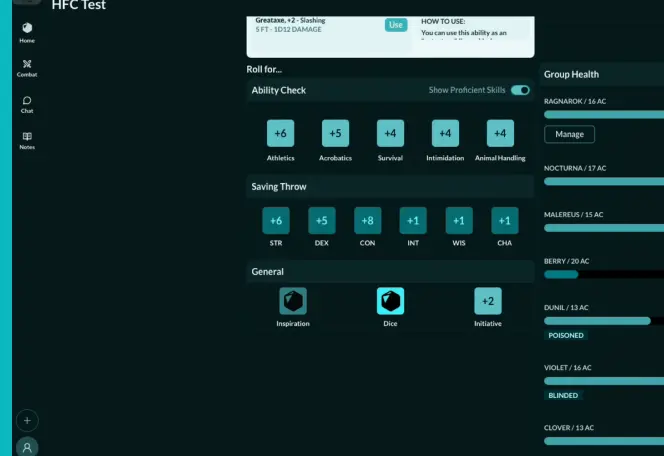 HFC Test
Home
Combat
Chat
Notes
Greataxe, +2 - Slashing
5 FT - 1D12 DAMAGE
Use
HOW TO USE:
You can use this ability as an
Roll for...
Ability Check
Show Proficient Skills
+6
+5
+4
+4
+4
Athletics
Acrobatics
Survival
Intimidation
Animal Handling
Saving Throw
+6
+5
+8
+1
+1
+1
STR
DEX
CON
INT
WIS
CHA
General
+2
Inspiration
Dice
Initiative
Group Health
RAGNAROK / 16 AC
Manage
NOCTURNA / 17 AC
MALEREUS / 15 AC
BERRY / 20 AC
DUNIL / 13 AC
POISONED
VIOLET / 16 AC
BLINDED
CLOVER / 13 AC